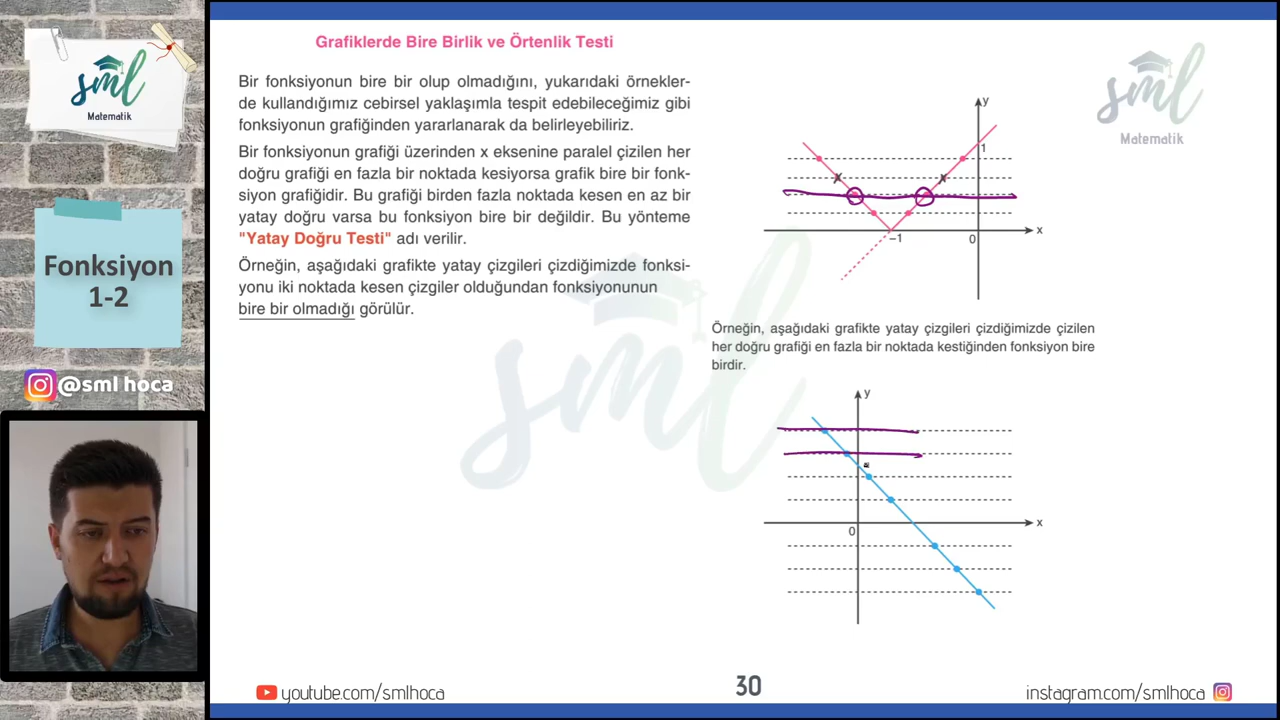 sml
Matematik
Fonksiyon
1-2
@sml hoca
Grafiklerde Bire Birlik ve Örtenlik Testi
Bir fonksiyonun bire bir olup olmadığını, yukarıdaki örnekler-
de kullandığımız cebirsel yaklaşımla tespit edebileceğimiz gibi
fonksiyonun grafiğinden yararlanarak da belirleyebiliriz.
Bir fonksiyonun grafiği üzerinden x eksenine paralel çizilen her
doğru grafiği en fazla bir noktada kesiyorsa grafik bire bir fonk-
siyon grafiğidir. Bu grafiği birden fazla noktada kesen en az bir
yatay doğru varsa bu fonksiyon bire bir değildir. Bu yönteme
"Yatay Doğru Testi" adı verilir.
Örneğin, aşağıdaki grafikte yatay çizgileri çizdiğimizde fonksi-
yonu iki noktada kesen çizgiler olduğundan fonksiyonunun
bire bir olmadığı görülür.
sml
sml
Matematik
y
1
x
−1
0
Örneğin, aşağıdaki grafikte yatay çizgileri çizdiğimizde çizilen
her doğru grafiği en fazla bir noktada kestiğinden fonksiyon bire
birdir.
y
x
0
youtube.com/smlhoca
30
instagram.com/smlhoca